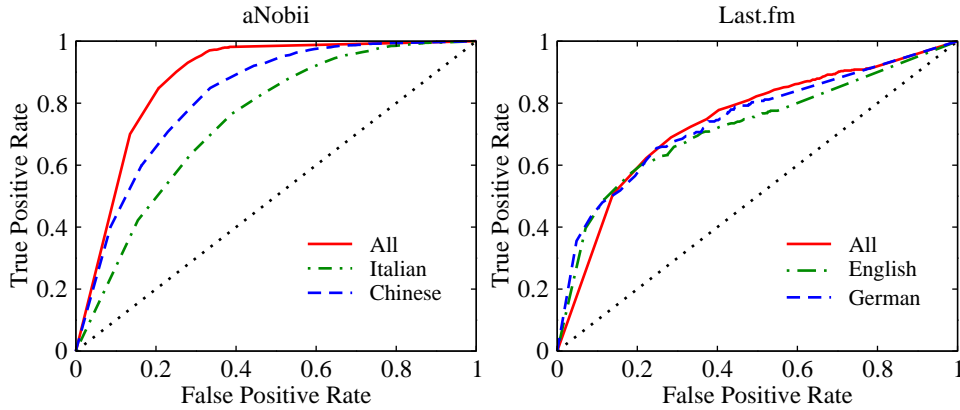 aNobii
True Positive Rate
1
0.8
0.6
0.4
0.2
0
All
Italian
Chinese
0
0.2
0.4
0.6
0.8
1
False Positive Rate
Last.fm
True Positive Rate
1
0.8
0.6
0.4
0.2
0
All
English
German
0
0.2
0.4
0.6
0.8
1
False Positive Rate